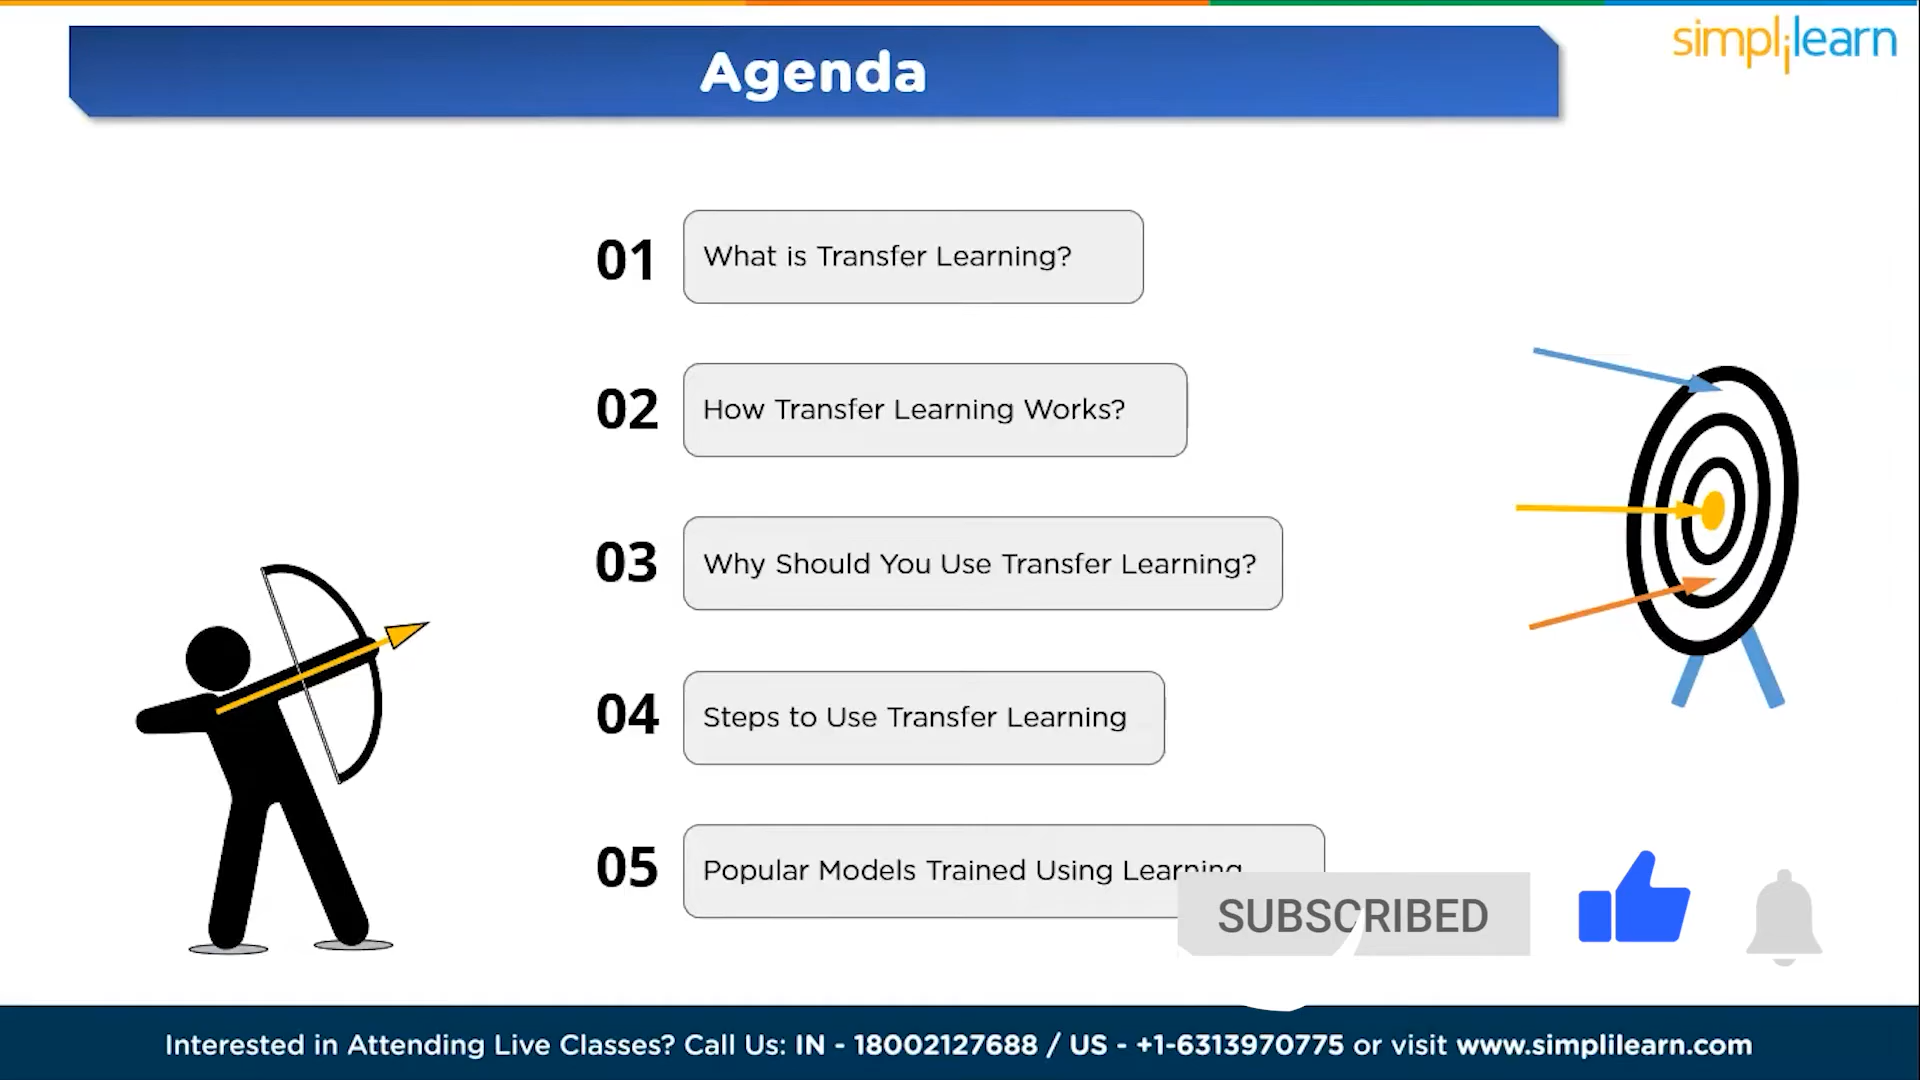 Agenda
simplilearn
01 What is Transfer Learning?
02 How Transfer Learning Works?
03 Why Should You Use Transfer Learning?
04 Steps to Use Transfer Learning
05 Popular Models Trained Using Learning
SUBSCRIBED
Interested in Attending Live Classes? Call Us: IN - 18002127688 / US - +1-6313970775 or visit www.simplilearn.com